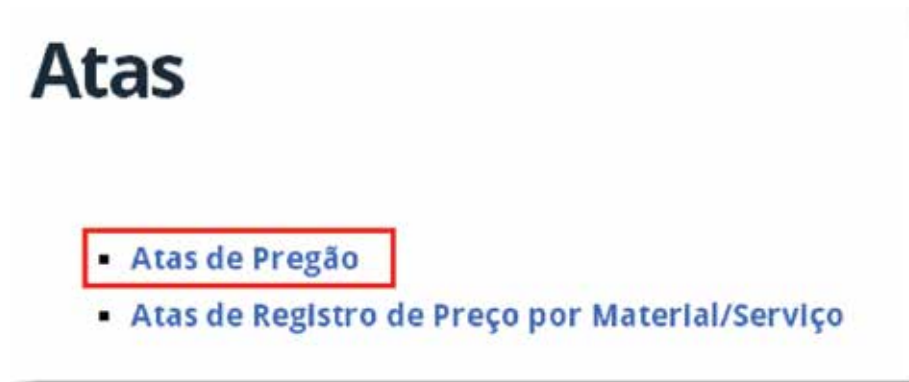 Atas
Atas de Pregão
Atas de Registro de Preço por Material/Serviço